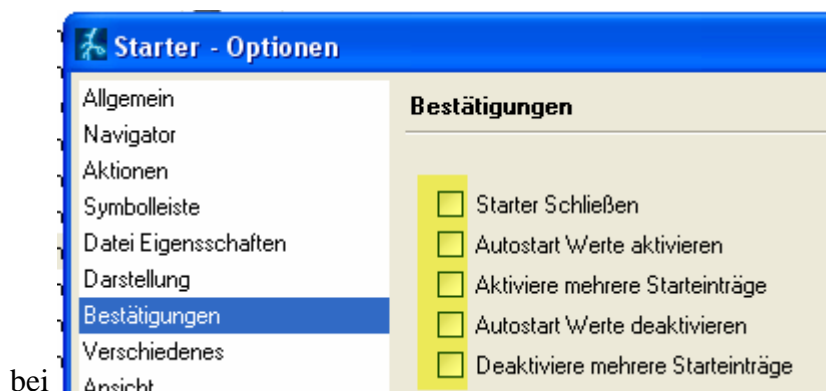 Starter - Optionen
Allgemein
Navigator
Aktionen
Symbolleiste
Datei Eigensschaften
Darstellung
Bestätigungen
Verschiedenes
Ansicht
Bestätigungen
Starter Schließen
Autostart Werte aktivieren
Aktiviere mehrere Starteinträge
Autostart Werte deaktivieren
Deaktiviere mehrere Starteinträge
bei